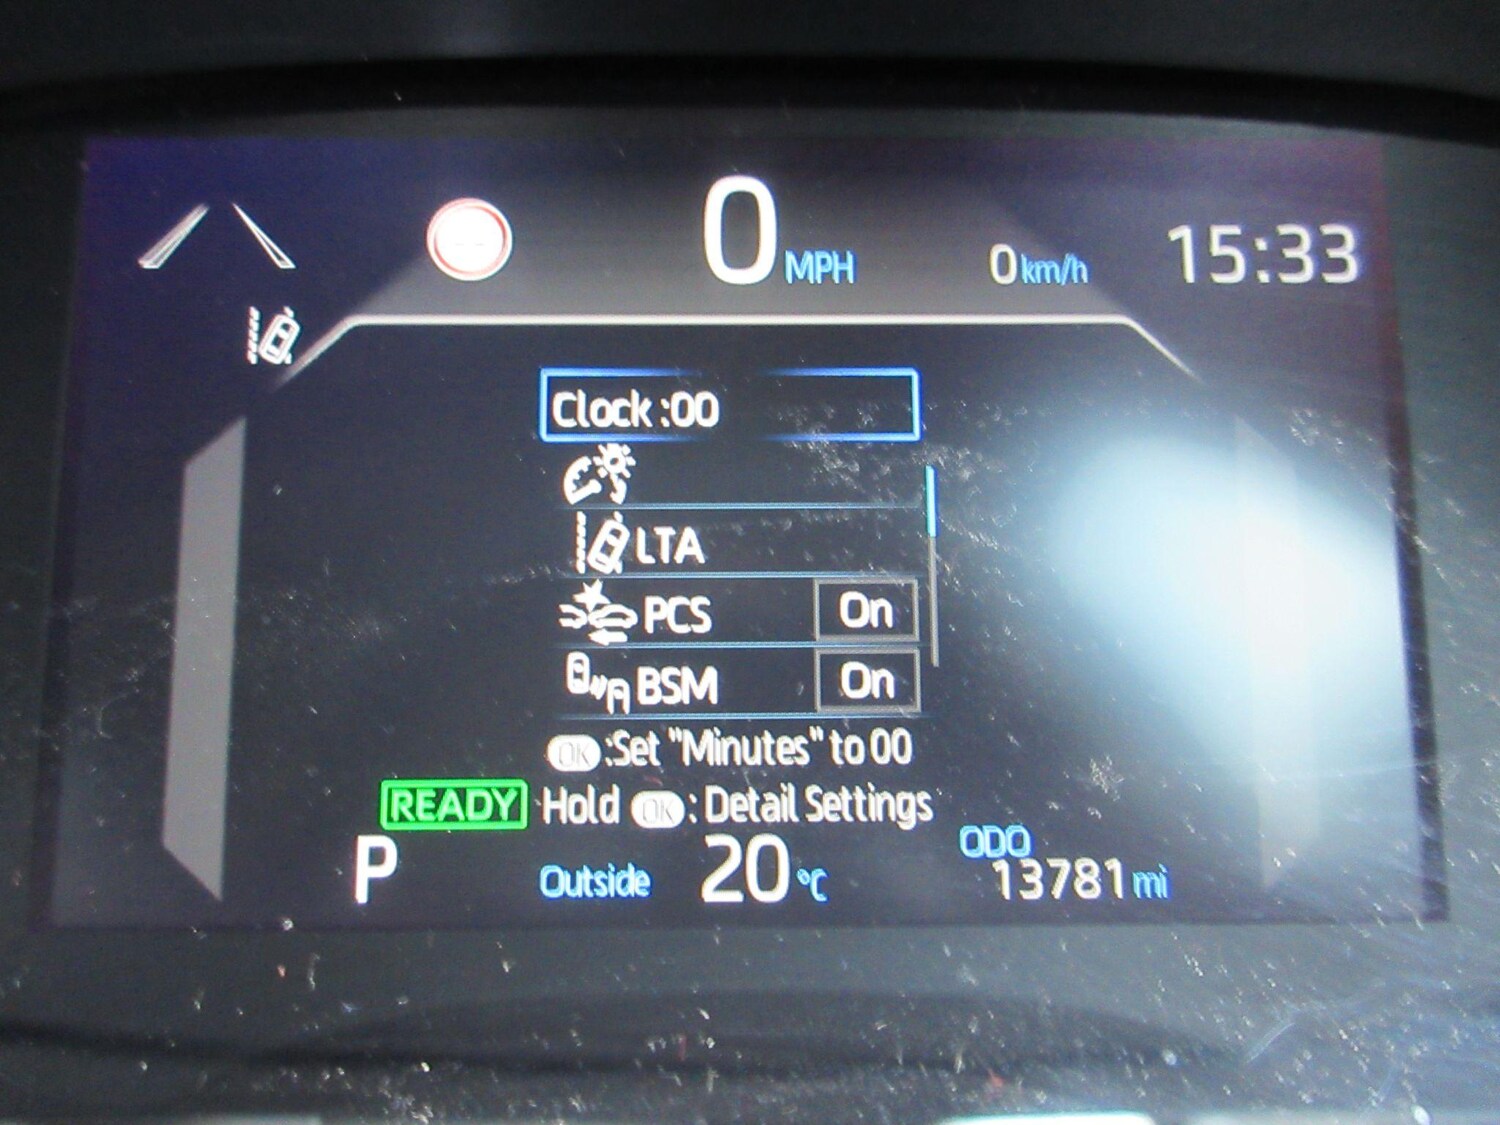 0 MPH
0 km/h
15:33
Clock :00
LTA
PCS On
BSM On
OK :Set "Minutes" to 00
READY Hold OK : Detail Settings
P
Outside 20 °C
ODO
13781 mi